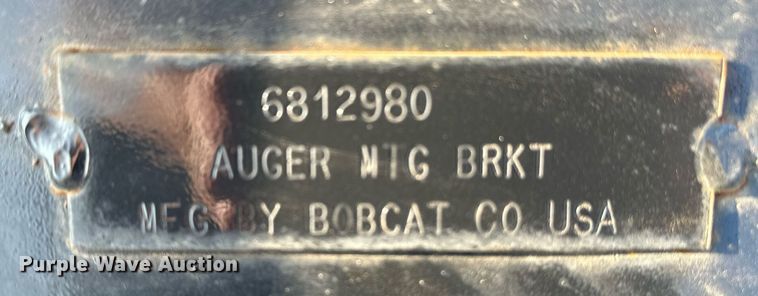 6812980
AUGER MTG BRKT
MFG BY BOBCAT CO USA
Purple Wave Auction